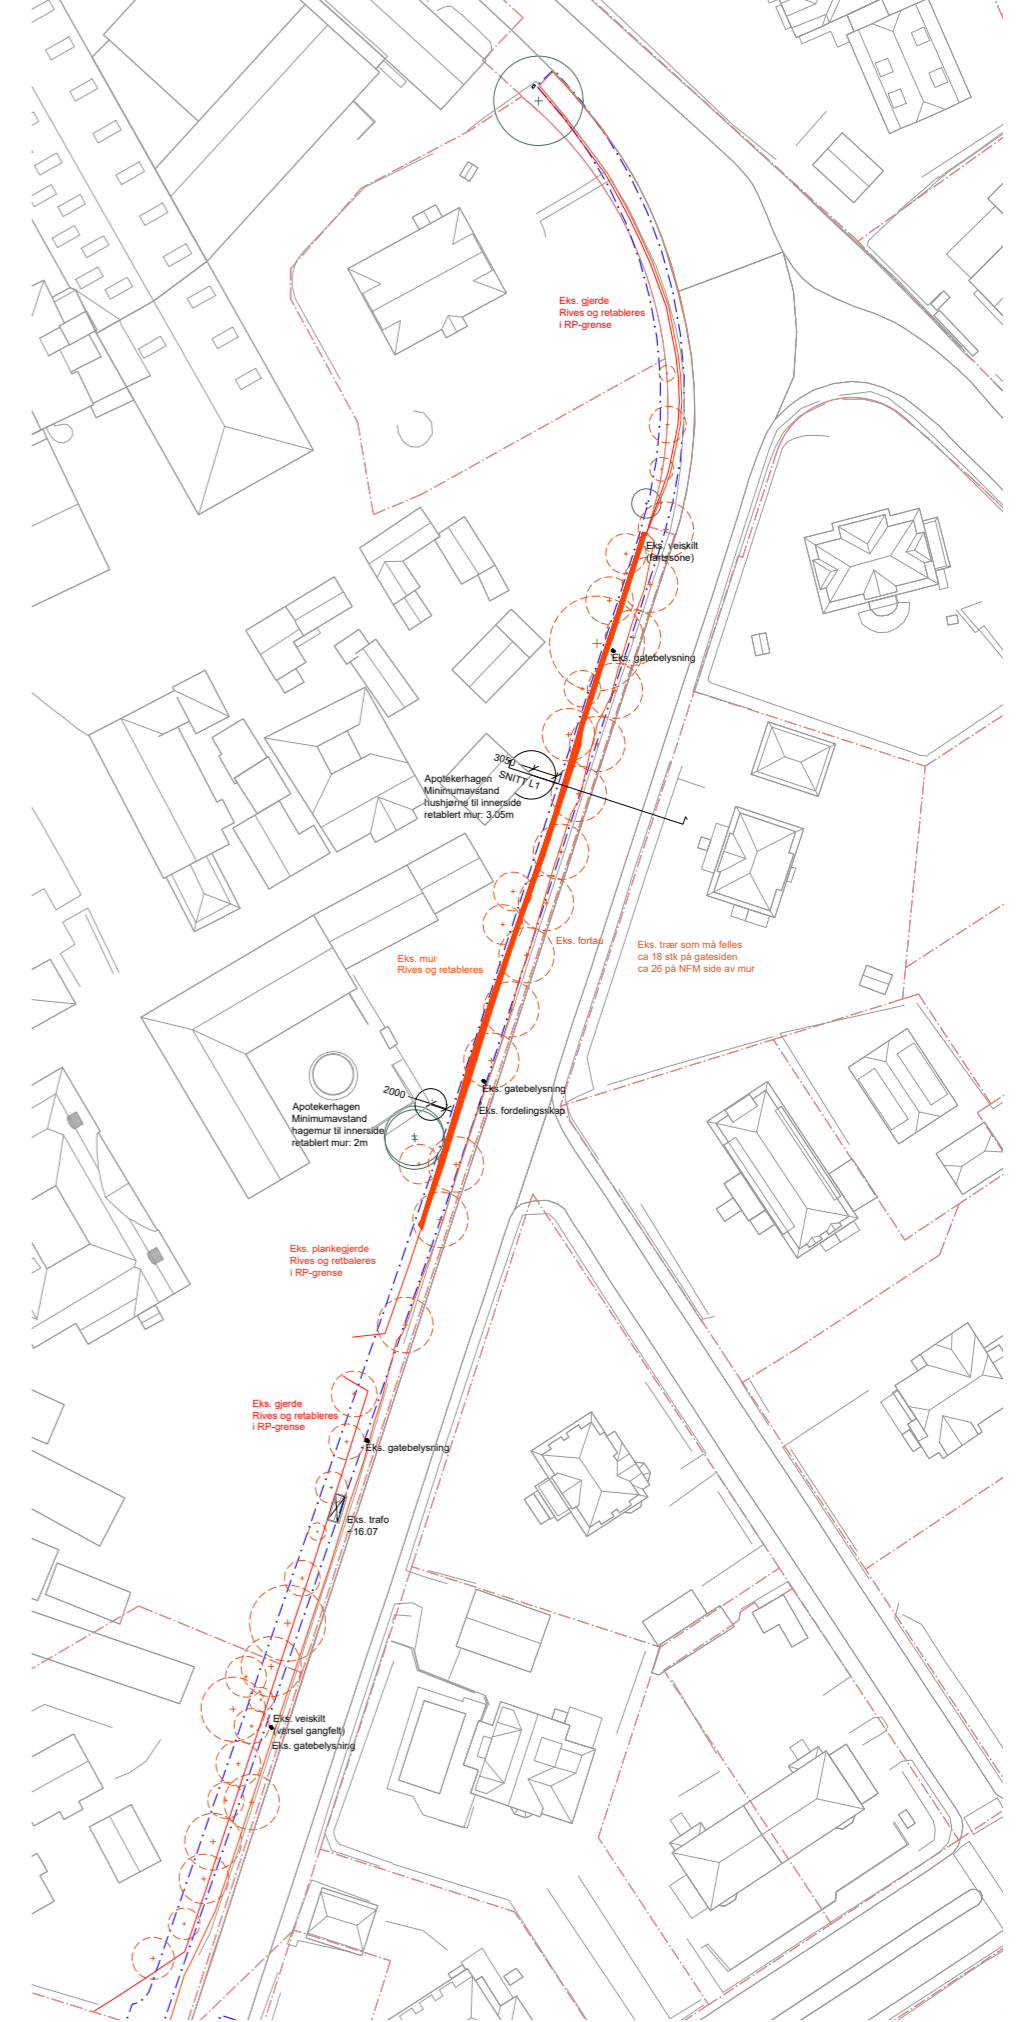 Eks. gjerde
Rives og retableres
i RP-grense
Eks. veiskilt
(fartssone)
Eks. gatebelysning
3050
SNITT L1
Apotekerhagen
Minimumavstand
hushjørne til innerside
retablert mur: 3.05m
Eks. fortau
Eks. trær som må felles
ca 18 stk på gatesiden
ca 26 på NFM side av mur
Eks. mur
Rives og retableres
2000
Eks. gatebelysning
Eks. fordelingsskap
Apotekerhagen
Minimumavstand
hagemur til innerside
retablert mur: 2m
Eks. plankegjerde
Rives og retbaleres
i RP-grense
Eks. gjerde
Rives og retableres
i RP-grense
Eks. gatebelysning
Eks. trafo
~16.07
Eks. veiskilt
(varsel gangfelt)
Eks. gatebelysning